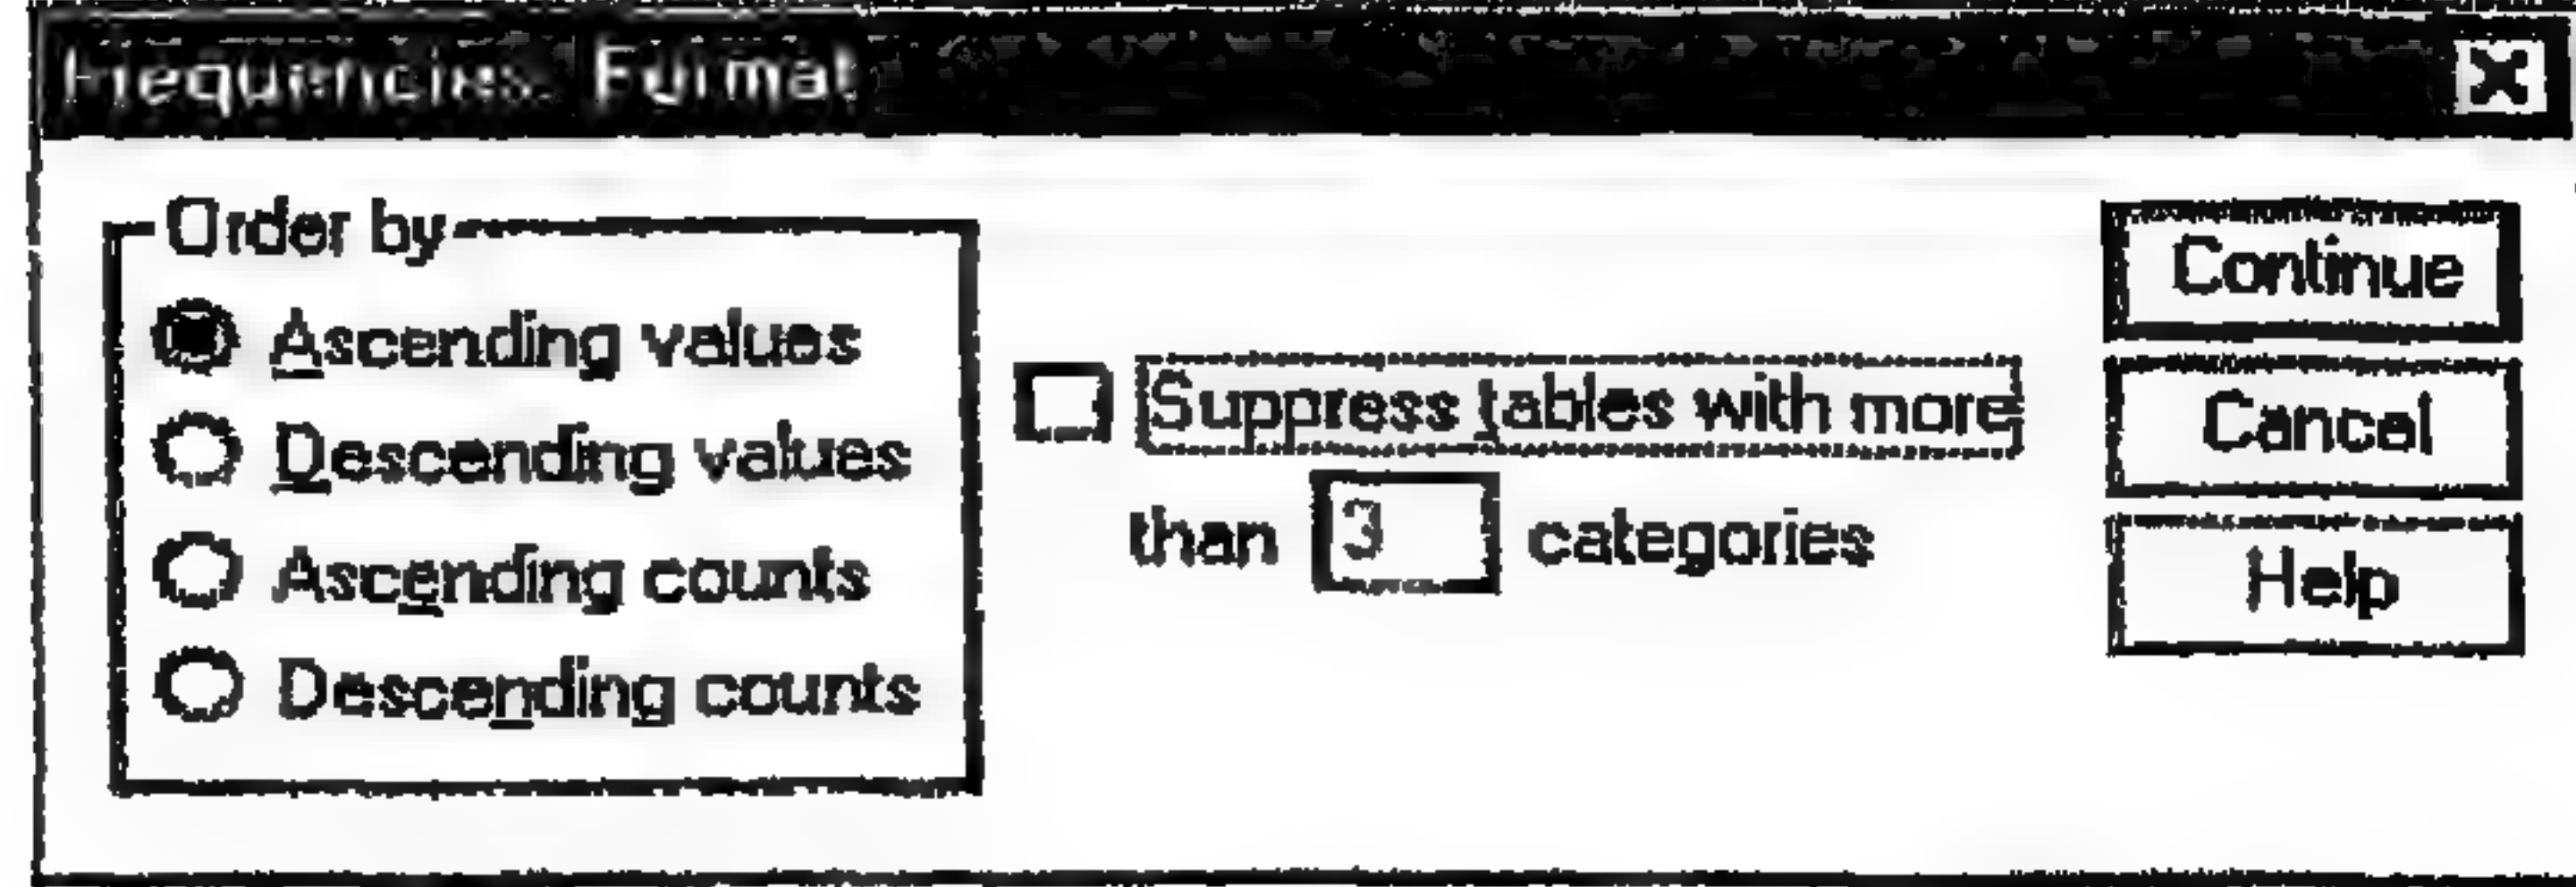 Frequencies: Format
Order by
Ascending values
Descending values
Ascending counts
Descending counts
Suppress tables with more
than 3 categories
Continue
Cancel
Help